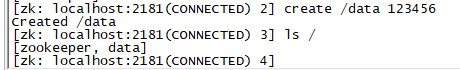 [zk: localhost:2181(CONNECTED) 2] create /data 123456
Created /data
[zk: localhost:2181(CONNECTED) 3] ls /
[zookeeper, data]
[zk: localhost:2181(CONNECTED) 4]